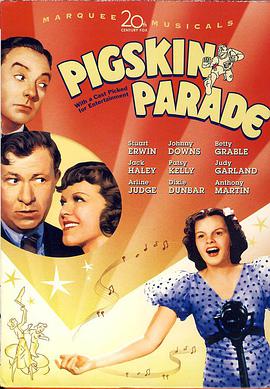 MARQUEE 20th MUSICALS
CENTURY FOX
PIGSKIN
PARADE
With a Cast Picked
for Entertainment
Stuart ERWIN Johnny DOWNS Betty GRABLE
Jack HALEY Patsy KELLY Judy GARLAND
Arline JUDGE Dixie DUNBAR Anthony MARTIN